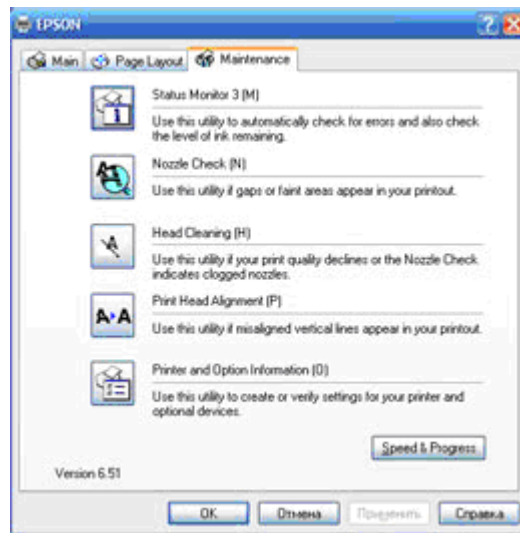 EPSON
Main
Page Layout
Maintenance
Status Monitor 3 (M)
Use this utility to automatically check for errors and also check
the level of ink remaining.
Nozzle Check (N)
Use this utility if gaps or faint areas appear in your printout.
Head Cleaning (H)
Use this utility if your print quality declines or the Nozzle Check
indicates clogged nozzles.
Print Head Alignment (P)
Use this utility if misaligned vertical lines appear in your printout.
Printer and Option Information (O)
Use this utility to create or verify settings for your printer and
optional devices.
Speed & Progress
Version 6.51
OK
Отмена
Применить
Справка